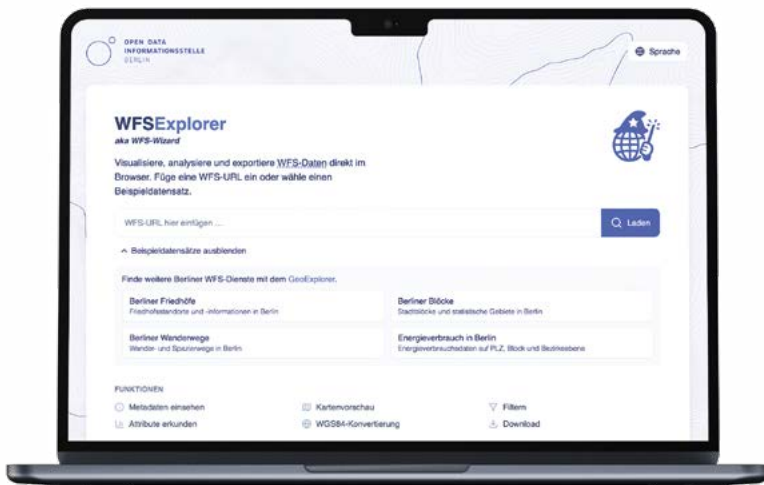 OPEN DATA
INFORMATIONSSTELLE
BERLIN
Sprache
WFSExplorer
aka WFS-Wizard
Visualisiere, analysiere und exportiere WFS-Daten direkt im
Browser. Füge eine WFS-URL ein oder wähle einen
Beispieldatensatz.
WFS-URL hier einfügen ...
Laden
Beispieldatensätze ausblenden
Finde weitere Berliner WFS-Dienste mit dem GeoExplorer.
Berliner Friedhöfe
Friedhofsstandorte und -informationen in Berlin
Berliner Blöcke
Stadtblöcke und statistische Gebiete in Berlin
Berliner Wanderwege
Wander- und Spazierwege in Berlin
Energieverbrauch in Berlin
Energieverbrauchsdaten auf PLZ, Block und Bezirksebene
FUNKTIONEN
Metadaten einsehen
Kartenvorschau
Filtern
Attribute erkunden
WGS84-Konvertierung
Download